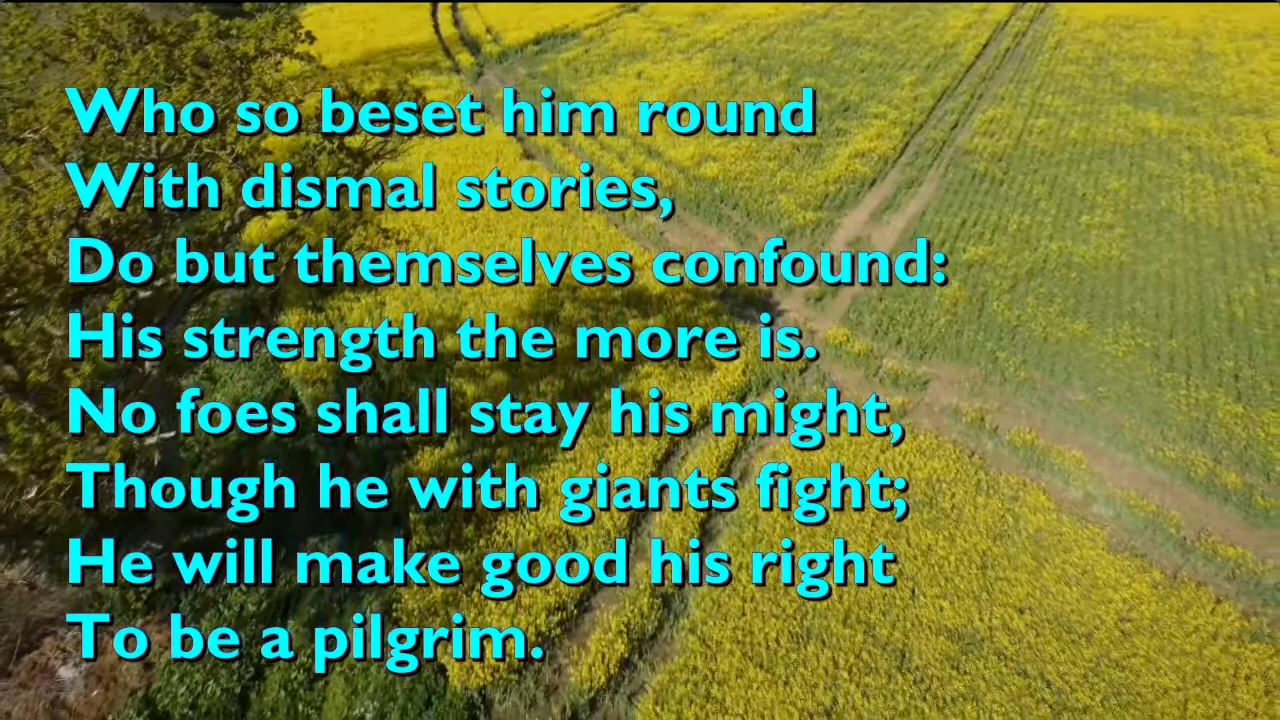 Who so beset him round
With dismal stories,
Do but themselves confound:
His strength the more is.
No foes shall stay his might,
Though he with giants fight;
He will make good his right
To be a pilgrim.